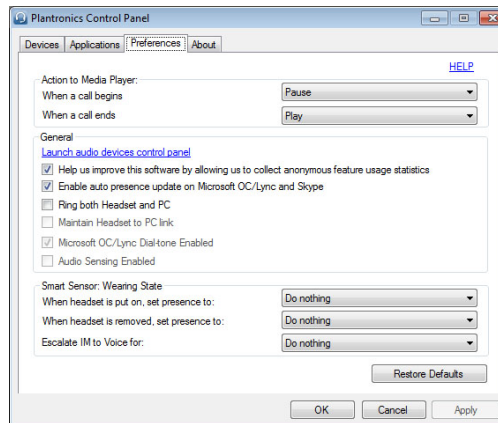 Plantronics Control Panel
Devices Applications Preferences About
HELP
Action to Media Player:
When a call begins Pause
When a call ends Play
General
Launch audio devices control panel
Help us improve this software by allowing us to collect anonymous feature usage statistics
Enable auto presence update on Microsoft OC/Lync and Skype
Ring both Headset and PC
Maintain Headset to PC link
Microsoft OC/Lync Dial-tone Enabled
Audio Sensing Enabled
Smart Sensor: Wearing State
When headset is put on, set presence to: Do nothing
When headset is removed, set presence to: Do nothing
Escalate IM to Voice for: Do nothing
Restore Defaults
OK Cancel Apply